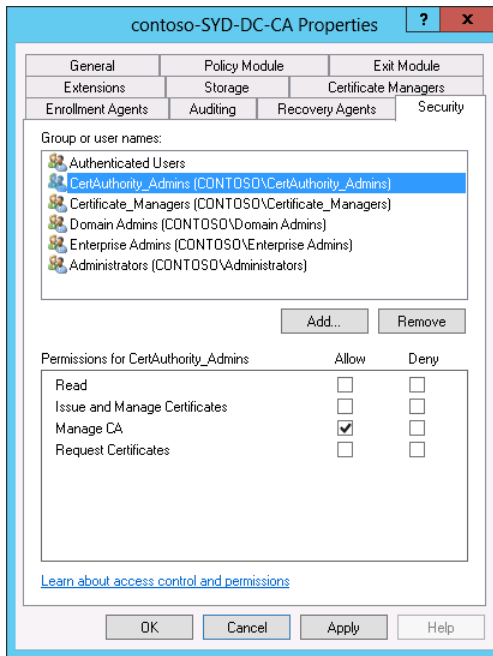 contoso-SYD-DC-CA Properties ? x
General Policy Module Exit Module
Extensions Storage Certificate Managers
Enrollment Agents Auditing Recovery Agents Security
Group or user names:
Authenticated Users
CertAuthority_Admins (CONTOSO\CertAuthority_Admins)
Certificate_Managers (CONTOSO\Certificate_Managers)
Domain Admins (CONTOSO\Domain Admins)
Enterprise Admins (CONTOSO\Enterprise Admins)
Administrators (CONTOSO\Administrators)
Add... Remove
Permissions for CertAuthority_Admins Allow Deny
Read
Issue and Manage Certificates
Manage CA
Request Certificates
Learn about access control and permissions
OK Cancel Apply Help